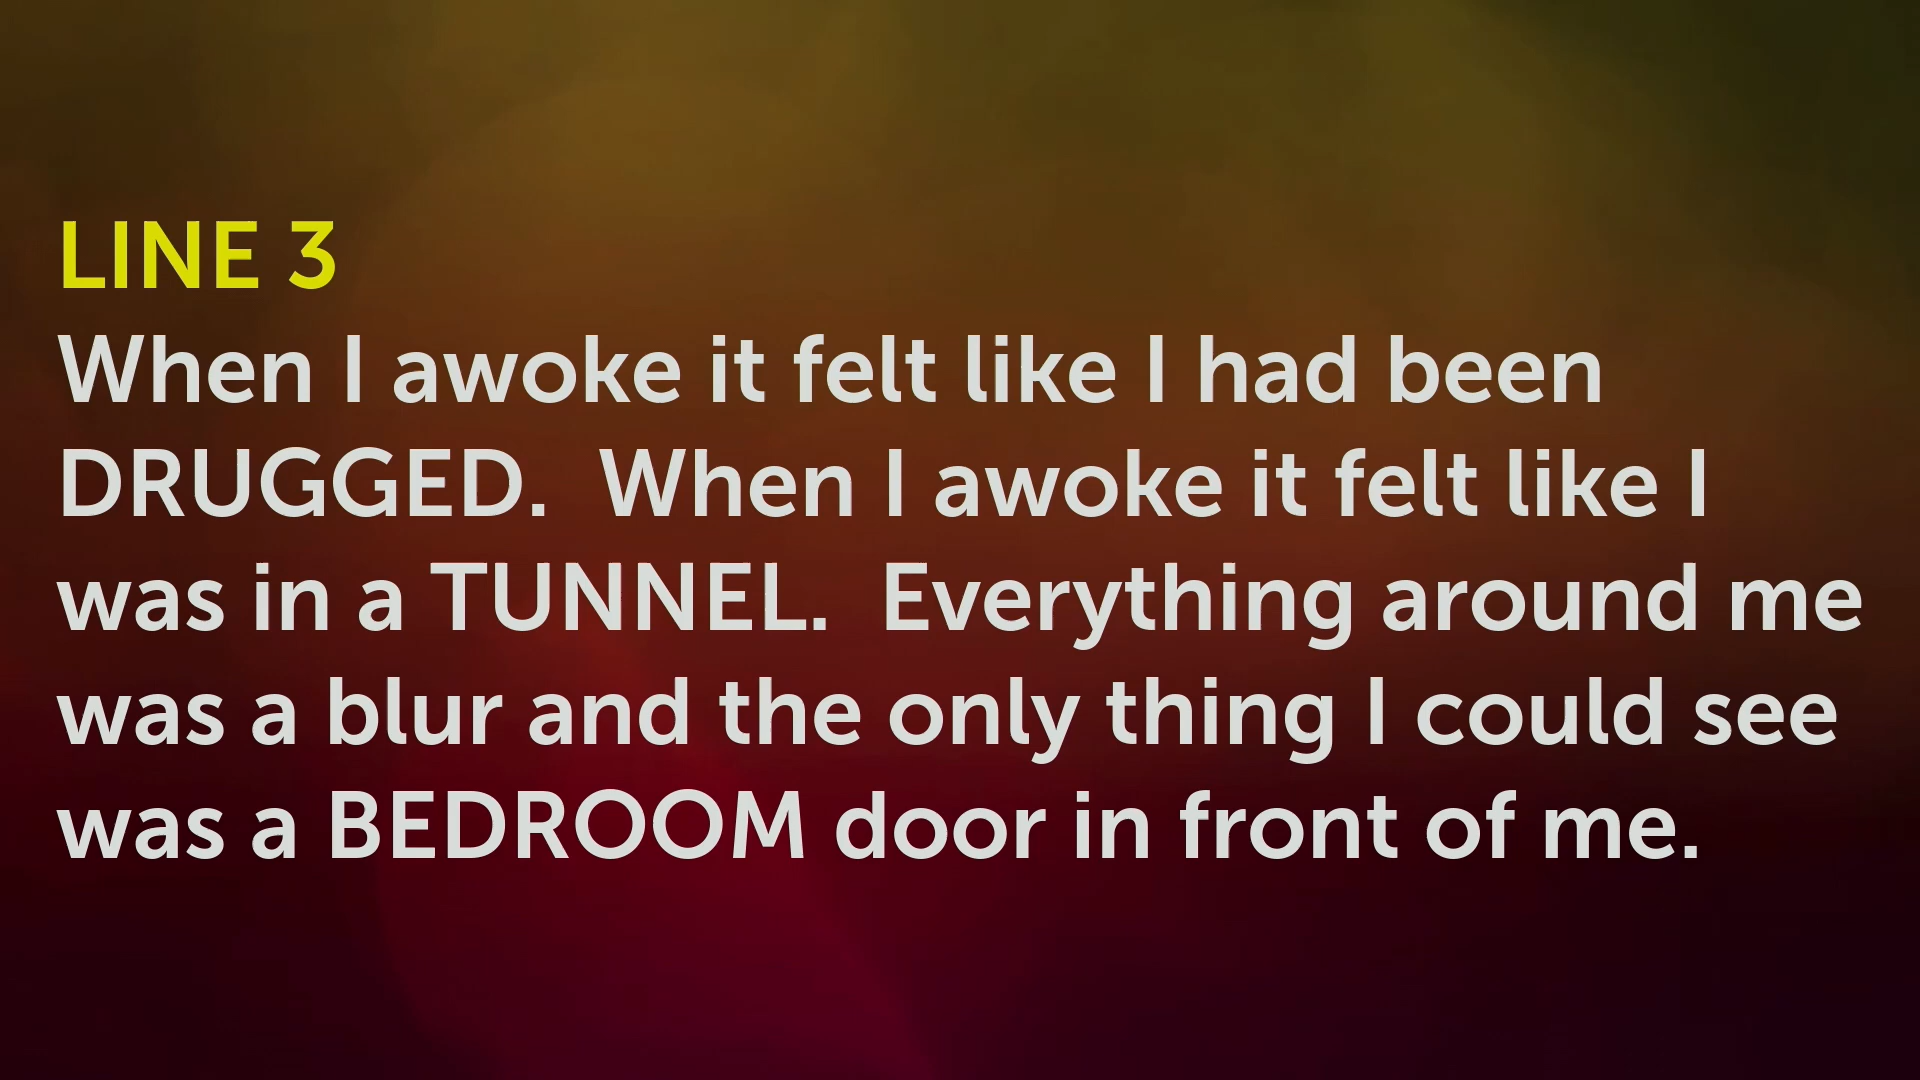 LINE 3
When I awoke it felt like I had been
DRUGGED.  When I awoke it felt like I
was in a TUNNEL.  Everything around me
was a blur and the only thing I could see
was a BEDROOM door in front of me.